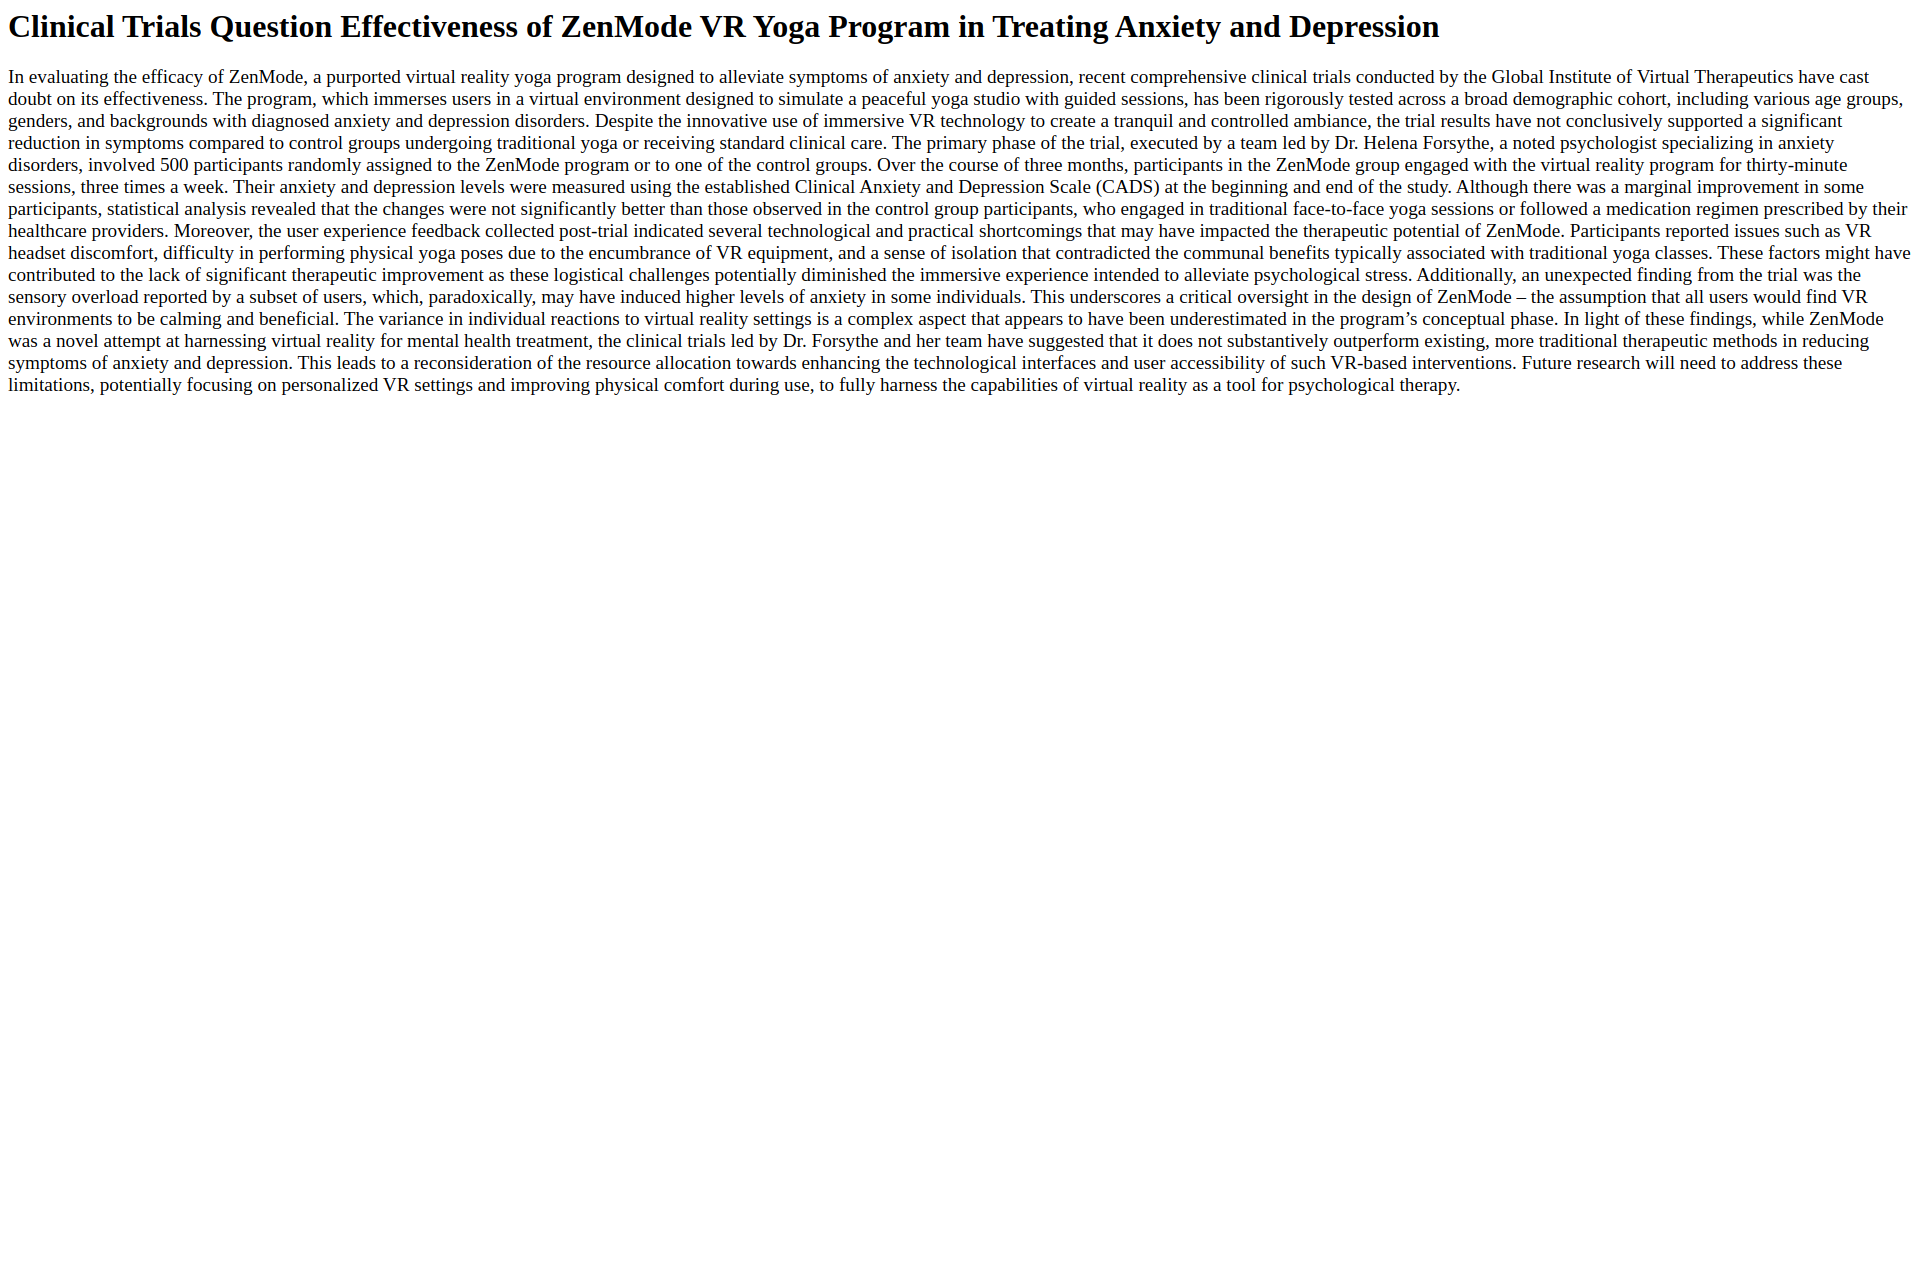 Clinical Trials Question Effectiveness of ZenMode VR Yoga Program in Treating Anxiety and Depression
In evaluating the efficacy of ZenMode, a purported virtual reality yoga program designed to alleviate symptoms of anxiety and depression, recent comprehensive clinical trials conducted by the Global Institute of Virtual Therapeutics have cast
doubt on its effectiveness. The program, which immerses users in a virtual environment designed to simulate a peaceful yoga studio with guided sessions, has been rigorously tested across a broad demographic cohort, including various age groups,
genders, and backgrounds with diagnosed anxiety and depression disorders. Despite the innovative use of immersive VR technology to create a tranquil and controlled ambiance, the trial results have not conclusively supported a significant
reduction in symptoms compared to control groups undergoing traditional yoga or receiving standard clinical care. The primary phase of the trial, executed by a team led by Dr. Helena Forsythe, a noted psychologist specializing in anxiety
disorders, involved 500 participants randomly assigned to the ZenMode program or to one of the control groups. Over the course of three months, participants in the ZenMode group engaged with the virtual reality program for thirty-minute
sessions, three times a week. Their anxiety and depression levels were measured using the established Clinical Anxiety and Depression Scale (CADS) at the beginning and end of the study. Although there was a marginal improvement in some
participants, statistical analysis revealed that the changes were not significantly better than those observed in the control group participants, who engaged in traditional face-to-face yoga sessions or followed a medication regimen prescribed by their
healthcare providers. Moreover, the user experience feedback collected post-trial indicated several technological and practical shortcomings that may have impacted the therapeutic potential of ZenMode. Participants reported issues such as VR
headset discomfort, difficulty in performing physical yoga poses due to the encumbrance of VR equipment, and a sense of isolation that contradicted the communal benefits typically associated with traditional yoga classes. These factors might have
contributed to the lack of significant therapeutic improvement as these logistical challenges potentially diminished the immersive experience intended to alleviate psychological stress. Additionally, an unexpected finding from the trial was the
sensory overload reported by a subset of users, which, paradoxically, may have induced higher levels of anxiety in some individuals. This underscores a critical oversight in the design of ZenMode – the assumption that all users would find VR
environments to be calming and beneficial. The variance in individual reactions to virtual reality settings is a complex aspect that appears to have been underestimated in the program’s conceptual phase. In light of these findings, while ZenMode
was a novel attempt at harnessing virtual reality for mental health treatment, the clinical trials led by Dr. Forsythe and her team have suggested that it does not substantively outperform existing, more traditional therapeutic methods in reducing
symptoms of anxiety and depression. This leads to a reconsideration of the resource allocation towards enhancing the technological interfaces and user accessibility of such VR-based interventions. Future research will need to address these
limitations, potentially focusing on personalized VR settings and improving physical comfort during use, to fully harness the capabilities of virtual reality as a tool for psychological therapy.